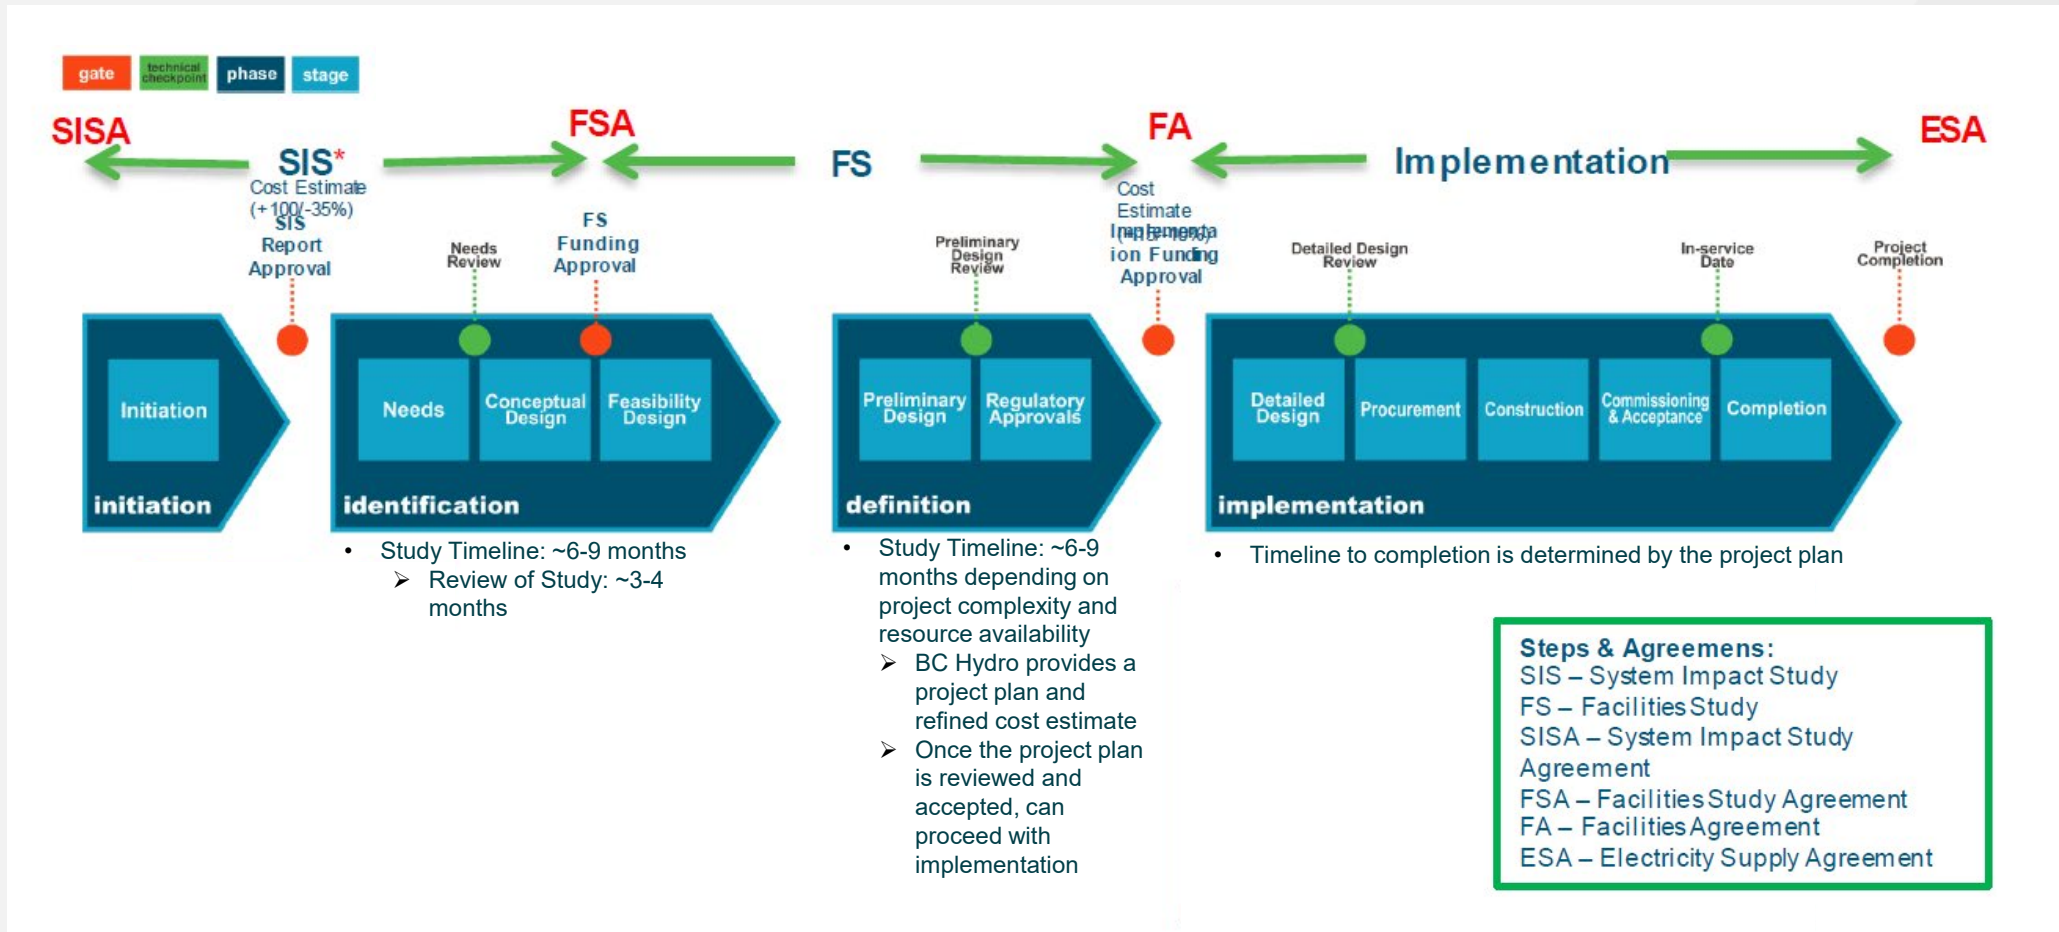 gate
technical
checkpoint
phase
stage
SISA
FSA
FA
ESA
SIS*
FS
Implementation
Cost Estimate
(+100/-35%)
SIS
Report
Approval
Needs
Review
FS
Funding
Approval
Preliminary
Design
Review
Cost
Estimate
ion Funding
Approval
Detailed Design
Review
In-service
Date
Project
Completion
Initiation
initiation
Needs
Conceptual
Design
Feasibility
Design
identification
Preliminary
Design
Regulatory
Approvals
definition
Detailed
Design
Procurement
Construction
Commissioning
& Acceptance
Completion
implementation
• Study Timeline: ~6-9 months
➢ Review of Study: ~3-4
months
• Study Timeline: ~6-9
months depending on
project complexity and
resource availability
➢ BC Hydro provides a
project plan and
refined cost estimate
➢ Once the project plan
is reviewed and
accepted, can
proceed with
implementation
• Timeline to completion is determined by the project plan
Steps & Agreemens:
SIS – System Impact Study
FS – Facilities Study
SISA – System Impact Study
Agreement
FSA – Facilities Study Agreement
FA – Facilities Agreement
ESA – Electricity Supply Agreement